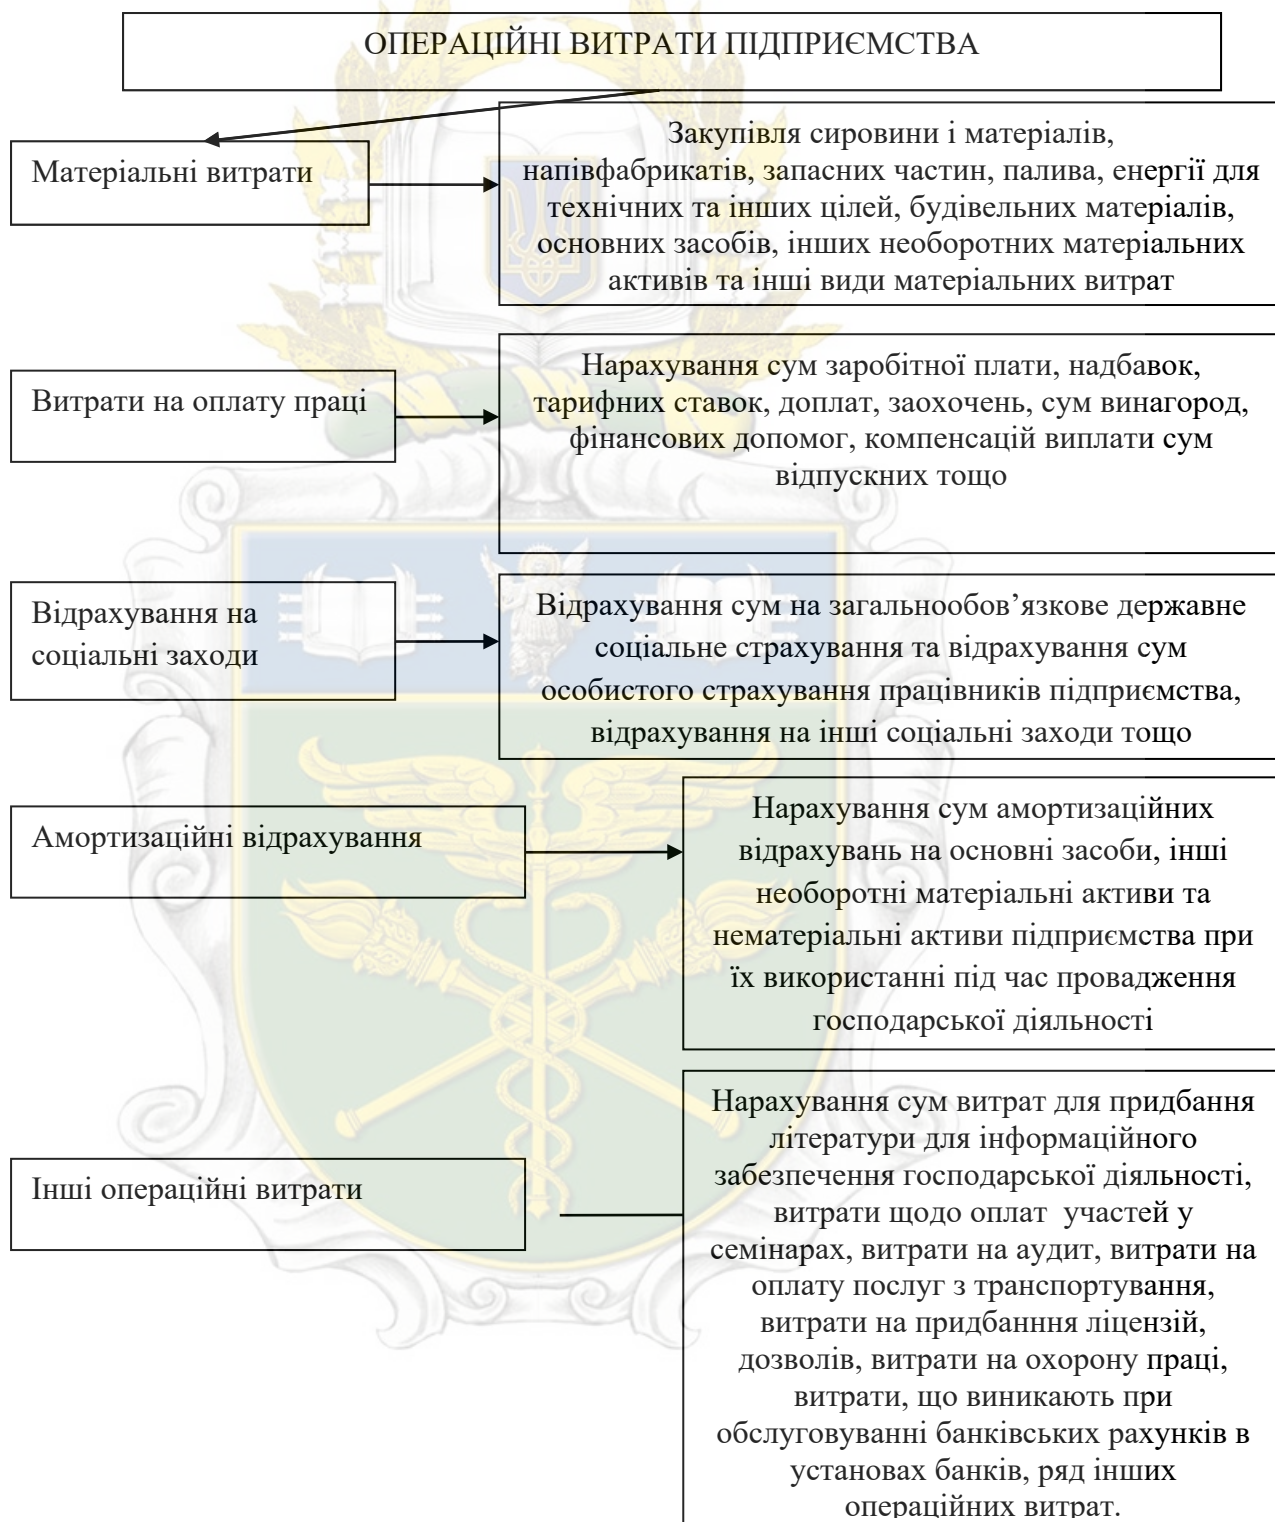 ОПЕРАЦІЙНІ ВИТРАТИ ПІДПРИЄМСТВА
Матеріальні витрати
Закупівля сировини і матеріалів,
напівфабрикатів, запасних частин, палива, енергії для
технічних та інших цілей, будівельних матеріалів,
основних засобів, інших необоротних матеріальних
активів та інші види матеріальних витрат
Витрати на оплату праці
Нарахування сум заробітної плати, надбавок,
тарифних ставок, доплат, заохочень, сум винагород,
фінансових допомог, компенсацій виплати сум
відпускних тощо
Відрахування на
соціальні заходи
Відрахування сум на загальнообов’язкове державне
соціальне страхування та відрахування сум
особистого страхування працівників підприємства,
відрахування на інші соціальні заходи тощо
Амортизаційні відрахування
Нарахування сум амортизаційних
відрахувань на основні засоби, інші
необоротні матеріальні активи та
нематеріальні активи підприємства при
їх використанні під час провадження
господарської діяльності
Інші операційні витрати
Нарахування сум витрат для придбання
літератури для інформаційного
забезпечення господарської діяльності,
витрати щодо оплат участей у
семінарах, витрати на аудит, витрати на
оплату послуг з транспортування,
витрати на придбанння ліцензій,
дозволів, витрати на охорону праці,
витрати, що виникають при
обслуговуванні банківських рахунків в
установах банків, ряд інших
операційних витрат.